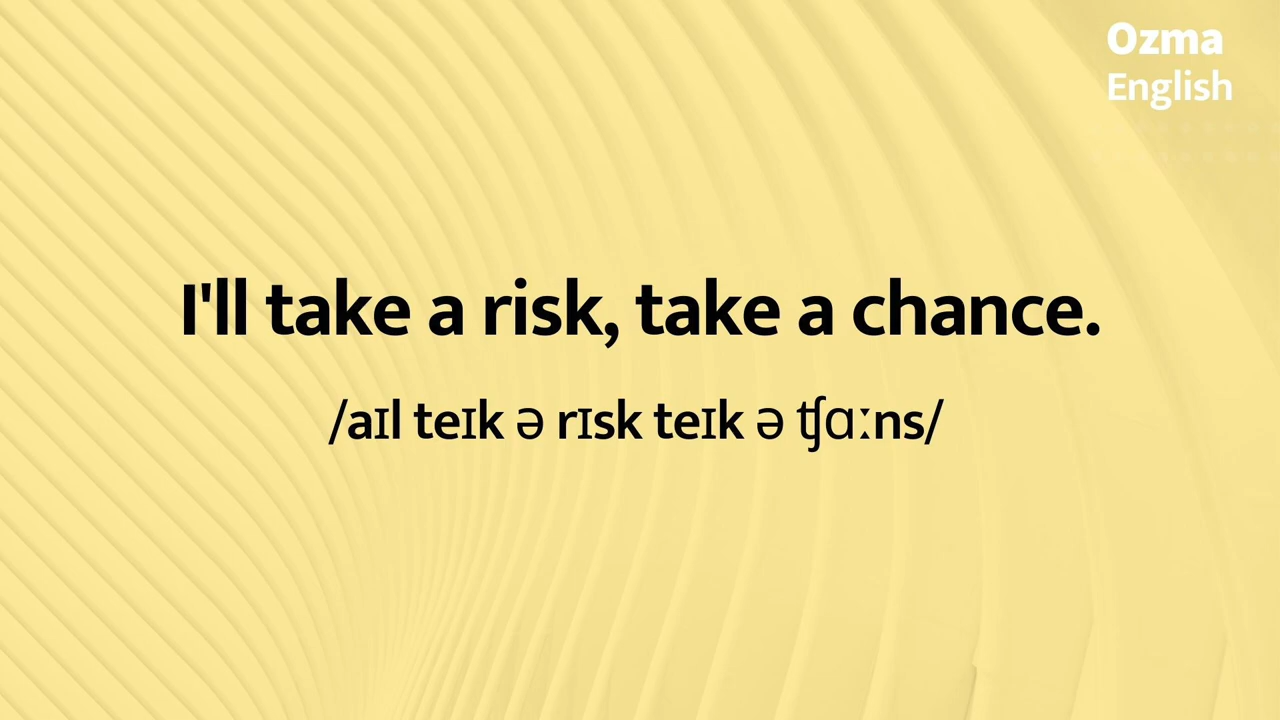 Ozma
English
I'll take a risk, take a chance.
/aɪl teɪk ə rɪsk teɪk ə ʧɑːns/